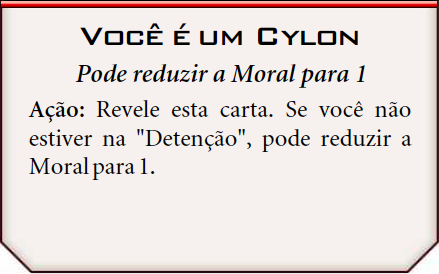 Você é um Cylon
Pode reduzir a Moral para 1
Ação: Revele esta carta. Se você não
estiver na "Detenção", pode reduzir a
Moral para 1.